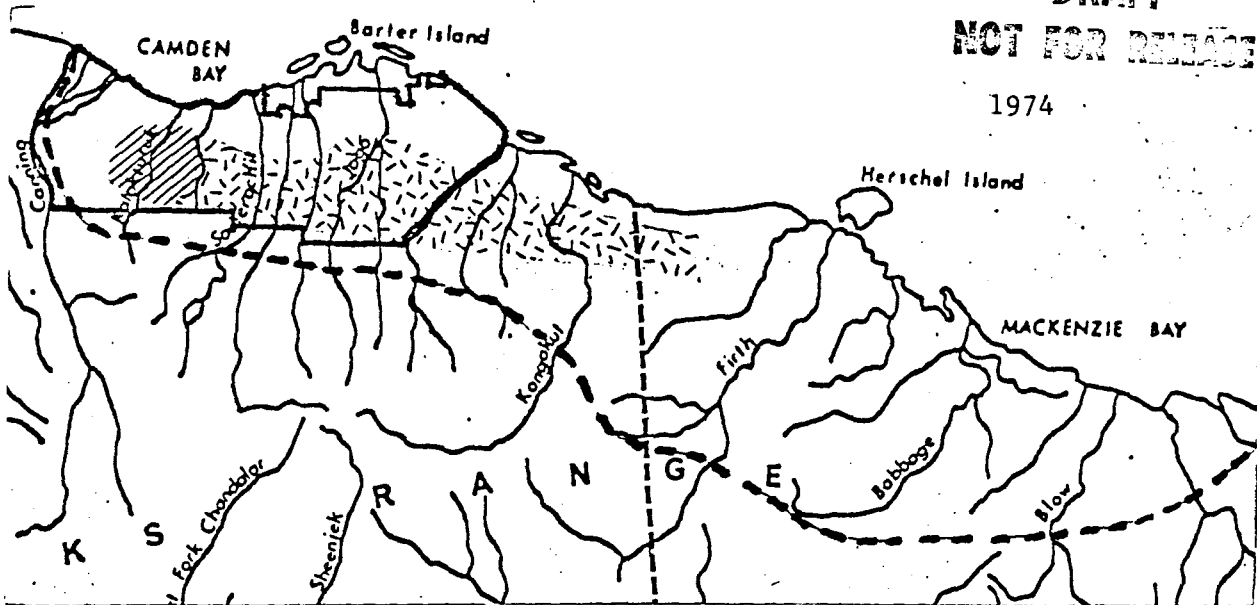 Barter Island
CAMDEN
BAY
NOT FOR RELEASE
1974
Canning
Herschel Island
MACKENZIE BAY
Firth
Kongakut
Babbage
Blow
Fork Chandalar
Sheenjek
K S R A N G E